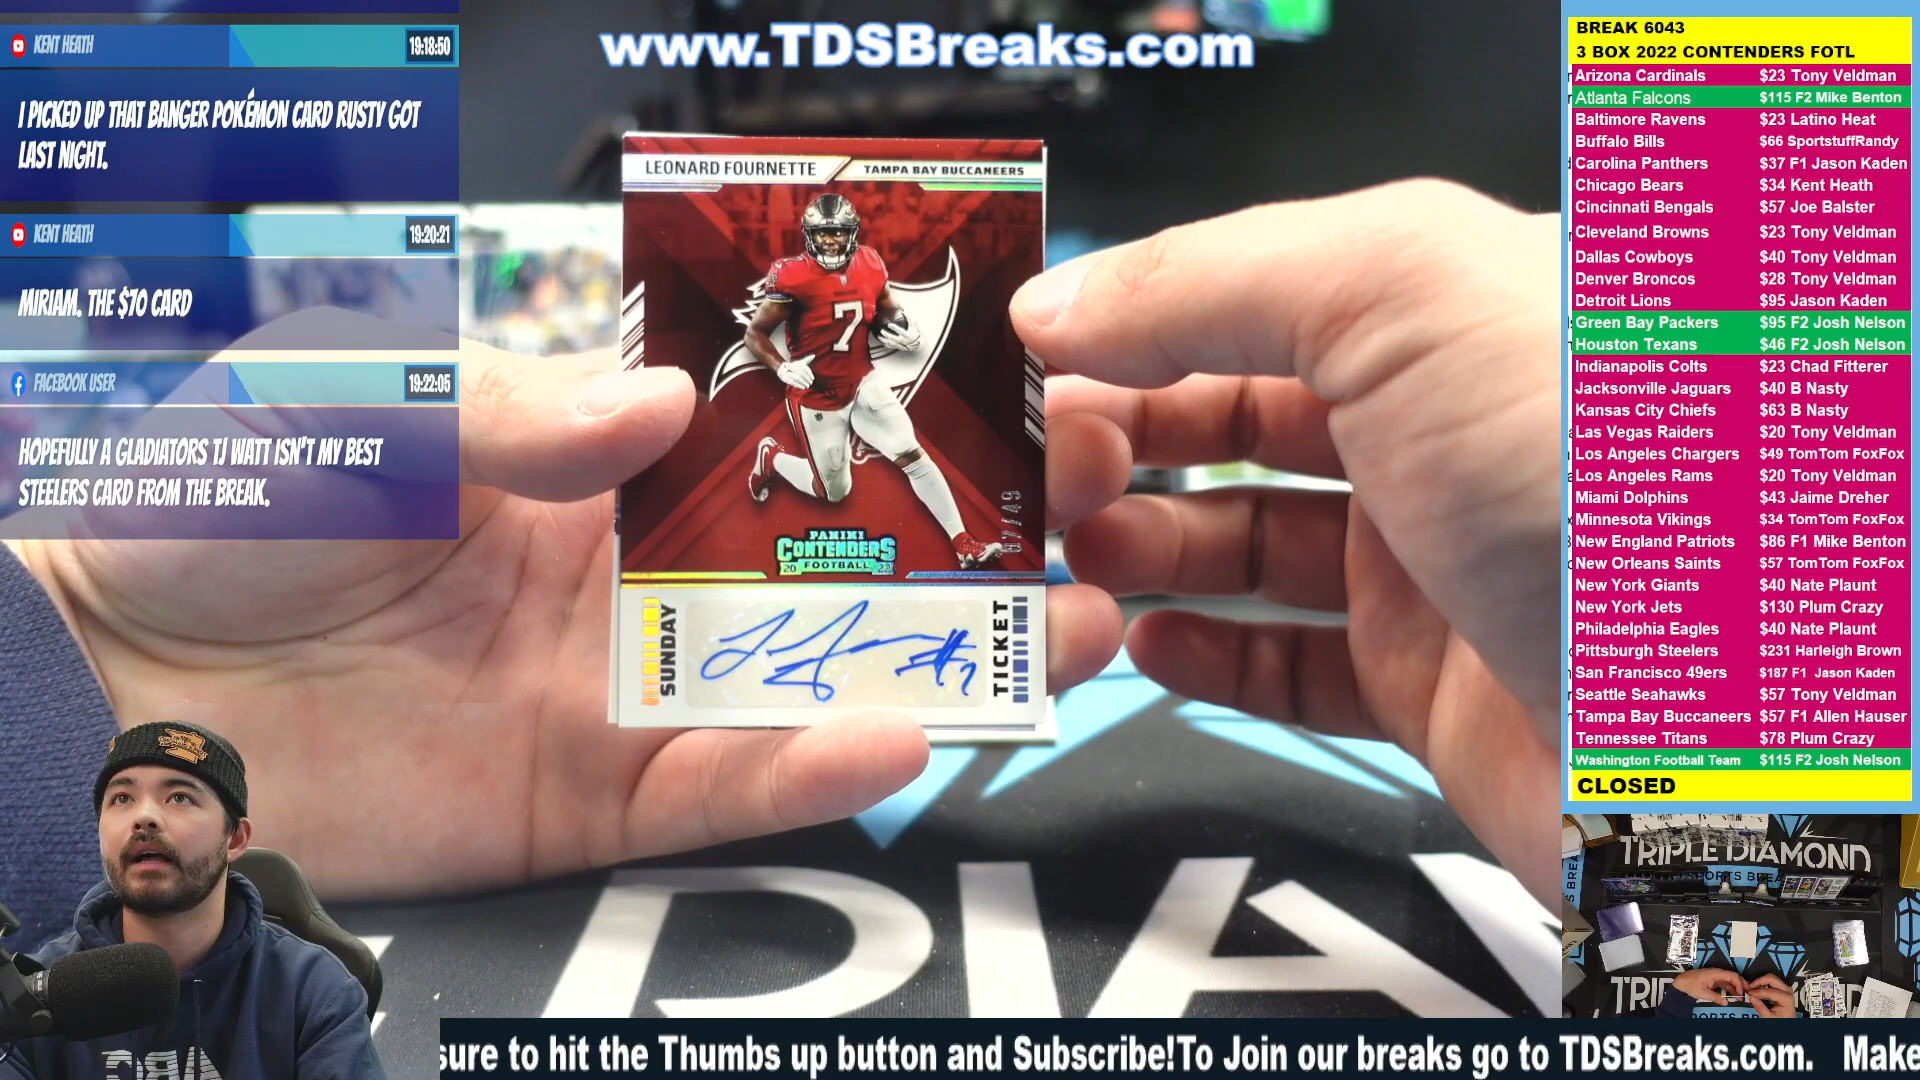 KENT HEATH
19:18:50
I PICKED UP THAT BANGER POKÉMON CARD RUSTY GOT
LAST NIGHT.
KENT HEATH
19:20:21
MIRIAM. THE $70 CARD
FACEBOOK USER
19:22:05
HOPEFULLY A GLADIATORS TJ WATT ISN'T MY BEST
STEELERS CARD FROM THE BREAK.
www.TDSBreaks.com
LEONARD FOURNETTE
TAMPA BAY BUCCANEERS
7
PANINI
CONTENDERS
20 FOOTBALL 22
SUNDAY
#7
TICKET
BREAK 6043
3 BOX 2022 CONTENDERS FOTL
Arizona Cardinals $23 Tony Veldman
Atlanta Falcons $115 F2 Mike Benton
Baltimore Ravens $23 Latino Heat
Buffalo Bills $66 SportstuffRandy
Carolina Panthers $37 F1 Jason Kaden
Chicago Bears $34 Kent Heath
Cincinnati Bengals $57 Joe Balster
Cleveland Browns $23 Tony Veldman
Dallas Cowboys $40 Tony Veldman
Denver Broncos $28 Tony Veldman
Detroit Lions $95 Jason Kaden
Green Bay Packers $95 F2 Josh Nelson
Houston Texans $46 F2 Josh Nelson
Indianapolis Colts $23 Chad Fitterer
Jacksonville Jaguars $40 B Nasty
Kansas City Chiefs $63 B Nasty
Las Vegas Raiders $20 Tony Veldman
Los Angeles Chargers $49 TomTom FoxFox
Los Angeles Rams $20 Tony Veldman
Miami Dolphins $43 Jaime Dreher
Minnesota Vikings $34 TomTom FoxFox
New England Patriots $86 F1 Mike Benton
New Orleans Saints $57 TomTom FoxFox
New York Giants $40 Nate Plaunt
New York Jets $130 Plum Crazy
Philadelphia Eagles $40 Nate Plaunt
Pittsburgh Steelers $231 Harleigh Brown
San Francisco 49ers $187 F1 Jason Kaden
Seattle Seahawks $57 Tony Veldman
Tampa Bay Buccaneers $57 F1 Allen Hauser
Tennessee Titans $78 Plum Crazy
Washington Football Team $115 F2 Josh Nelson
CLOSED
TRIPLE DIAMOND
DIA
sure to hit the Thumbs up button and Subscribe!To Join our breaks go to TDSBreaks.com. Make